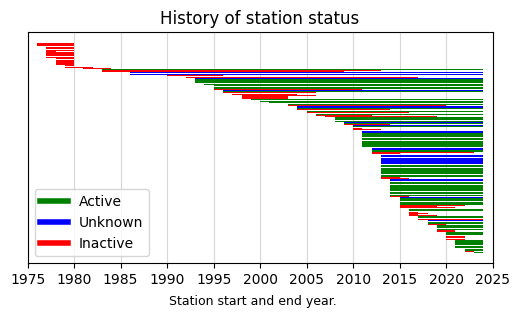 History of station status
Active
Unknown
Inactive
1975 1980 1985 1990 1995 2000 2005 2010 2015 2020 2025
Station start and end year.